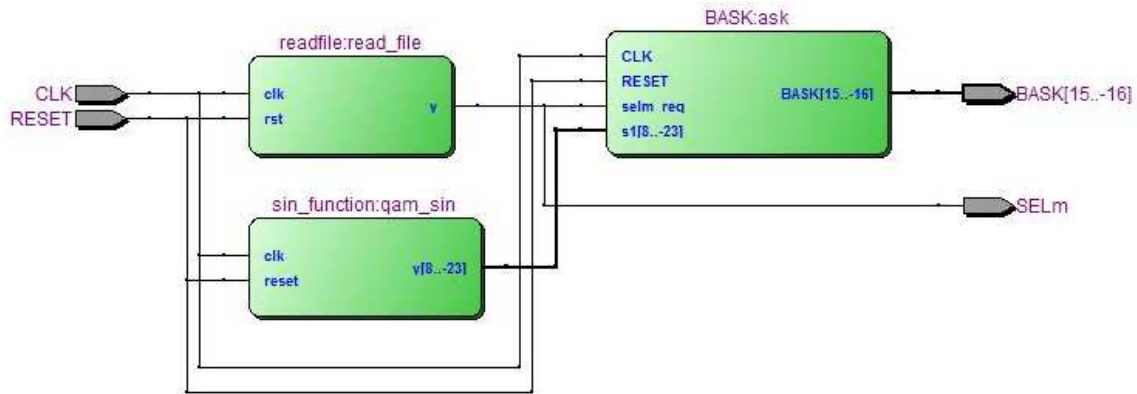 BASK:ask
readfile:read_file
CLK
RESET
clk
rst
y
CLK
RESET
selm_req
s1[8..-23]
BASK[15..-16]
BASK[15..-16]
sin_function:qam_sin
clk
reset
y[8..-23]
SELm